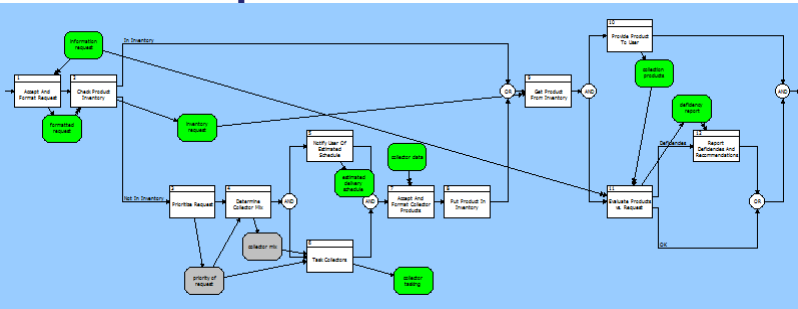 information
request
1
Accept And
Format Request
2
Check Product
Inventory
formatted
request
In Inventory
Not In Inventory
inventory
request
3
Prioritize Request
4
Determine
Collector Mix
priority of
request
collector mix
AND
5
Notify User Of
Estimated
Schedule
estimated
delivery
schedule
6
Task Collectors
collector
tasking
AND
collector data
7
Accept And
Format Collector
Products
8
Put Product In
Inventory
OR
9
Get Product
From Inventory
AND
10
Provide Product
To User
collection
products
deficiency
report
11
Evaluate Products
vs. Request
Deficiencies
OK
12
Report
Deficiencies And
Recommendations
OR
AND